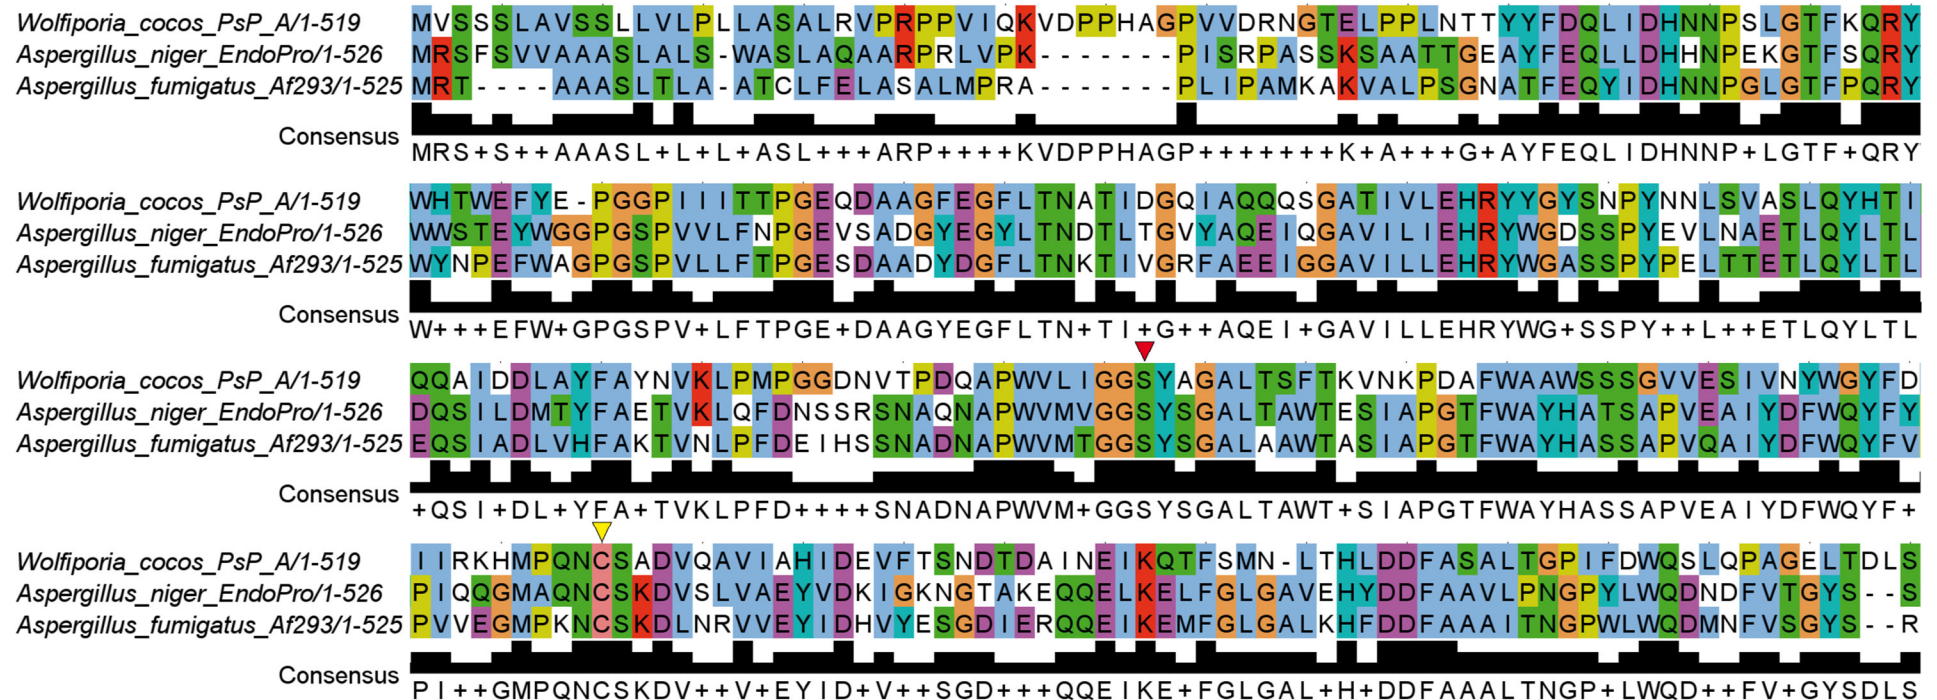 Wolfiporia_cocos_PsP_A/1-519 MVSSSLAVSSLLVLPLLASALRVPRPPVIQKVDPPHAGPVVDRNGTELPPLNTTYYFDQLIDHNNPSLGTFKQRY
Aspergillus_niger_EndoPro/1-526 MRSFSVVAAASLALS-WASLAQAARPRLVPK-------PISRPASSKSAATTGEAYFEQLLDHHNPEKGTFSQRY
Aspergillus_fumigatus_Af293/1-525 MRT----AAASLTLA-ATCLFELASALMPRA-------PLIPAMKAKVALPSGNATFEQYIDHNNPGLGTFPQRY
Consensus MRS+S++AAASL+L+L+ASL+++ARP++++KVDPPHAGP+++++++K+A+++G+AYFEQLIDHNNP+LGTF+QRY
Wolfiporia_cocos_PsP_A/1-519 WHTWEFYE-PGGPIIITTPGEQDAAGFEGFLTNATIDGQIAQQQSGATIVLEHRYYGYSNPYNNLSVASLQYHTI
Aspergillus_niger_EndoPro/1-526 WWSTEYWGGPGSPVVLFNPGEVSADGYEGYLTNDTLTGVYAQEIQGAVILIEHRYWGDSSPYEVLNAETLQYLTL
Aspergillus_fumigatus_Af293/1-525 WYNPEFWAGPGSPVLLFTPGESDAADYDGFLTNKTIVGRFAEEIGGAVILLEHRYWGASSPYPELTTETLQYLTL
Consensus W+++EFW+GPGSPV+LFTPGE+DAAGYEGFLTN+TI+G++AQEI+GAVILLEHRYWG+SSPY++L++ETLQYLTL
Wolfiporia_cocos_PsP_A/1-519 QQAIDDLAYFAYNVKLPMPGGDNVTPDQAPWVLIGGSYAGALTSFTKVNKPDAFWAAWSSSGVVESIVNYWGYFD
Aspergillus_niger_EndoPro/1-526 DQSILDMTYFAETVKLQFDNSSRSNAQNAPWVMVGGSYSGALTAWTESIAPGTFWAYHATSAPVEAIYDFWQYFY
Aspergillus_fumigatus_Af293/1-525 EQSIADLVHFAKTVNLPFDEIHSSNADNAPWVMTGGSYSGALAAWTASIAPGTFWAYHASSAPVQAIYDFWQYFV
Consensus +QSI+DL+YFA+TVKLPFD++++SNADNAPWVM+GGSYSGALTAWT+SIAPGTFWAYHASSAPVEAIYDFWQYF+
Wolfiporia_cocos_PsP_A/1-519 IIRKHMPQNCSADVQAVIAHIDEVFTSNDTDAINEIKQTFSMN-LTHLDDFASALTGPIFDWQSLQPAGELTDLS
Aspergillus_niger_EndoPro/1-526 PIQQGMAQNCSKDVSLVAEYVDKIGKNGTAKEQQELKELFGLGAVEHYDDFAAVLPNGPYLWQDNDFVTGYS--S
Aspergillus_fumigatus_Af293/1-525 PVVEGMPKNCSKDLNRVVEYIDHVYESGDIERQQEIKEMFGLGALKHFDDFAAAITNGPWLWQDMNFVSGYS--R
Consensus PI++GMPQNCSKDV++V+EYID+V++SGD+++QQEIKE+FGLGAL+H+DDFAAALTNGP+LWQD++FV+GYSDLS